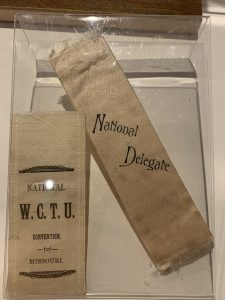 National
Delegate
NATIONAL
W. C. T. U.
CONVENTION.
MISSOURI.